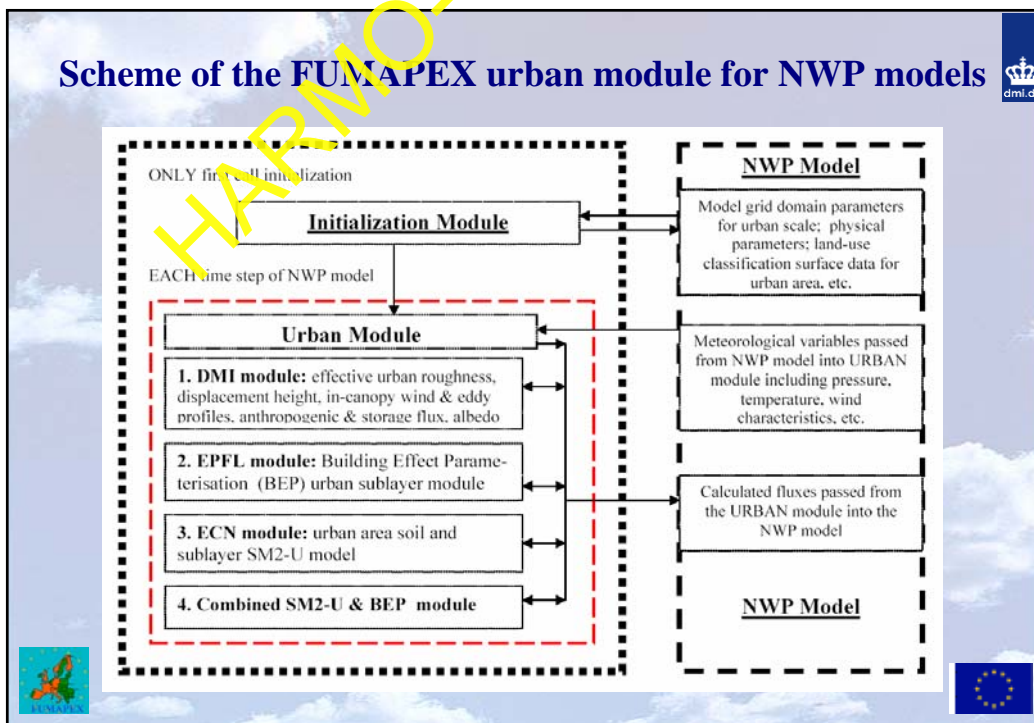 Scheme of the FUMAPEX urban module for NWP models
dmi.d
HARMO-
ONLY first call initialization
Initialization Module
EACH time step of NWP model
Urban Module
1. DMI module: effective urban roughness,
displacement height, in-canopy wind & eddy
profiles, anthropogenic & storage flux, albedo
2. EPFL module: Building Effect Parame-
terisation (BEP) urban sublayer module
3. ECN module: urban area soil and
sublayer SM2-U model
4. Combined SM2-U & BEP module
NWP Model
Model grid domain parameters
for urban scale; physical
parameters; land-use
classification surface data for
urban area, etc.
Meteorological variables passed
from NWP model into URBAN
module including pressure,
temperature, wind
characteristics, etc.
Calculated fluxes passed from
the URBAN module into the
NWP model
NWP Model
FUMAPEX